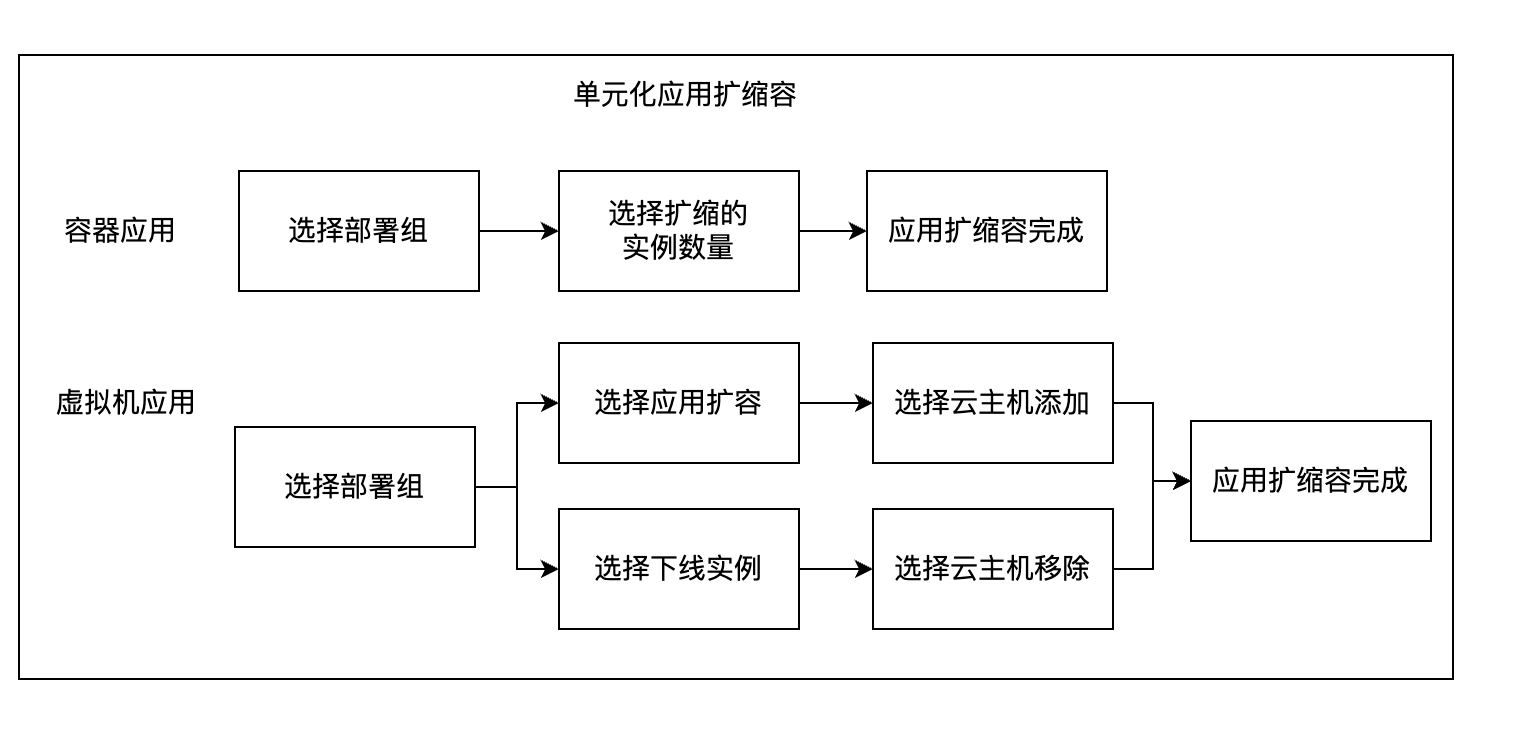 单元化应用扩缩容
容器应用
选择部署组
选择扩缩的
实例数量
应用扩缩容完成
虚拟机应用
选择部署组
选择应用扩容
选择云主机添加
选择下线实例
选择云主机移除
应用扩缩容完成